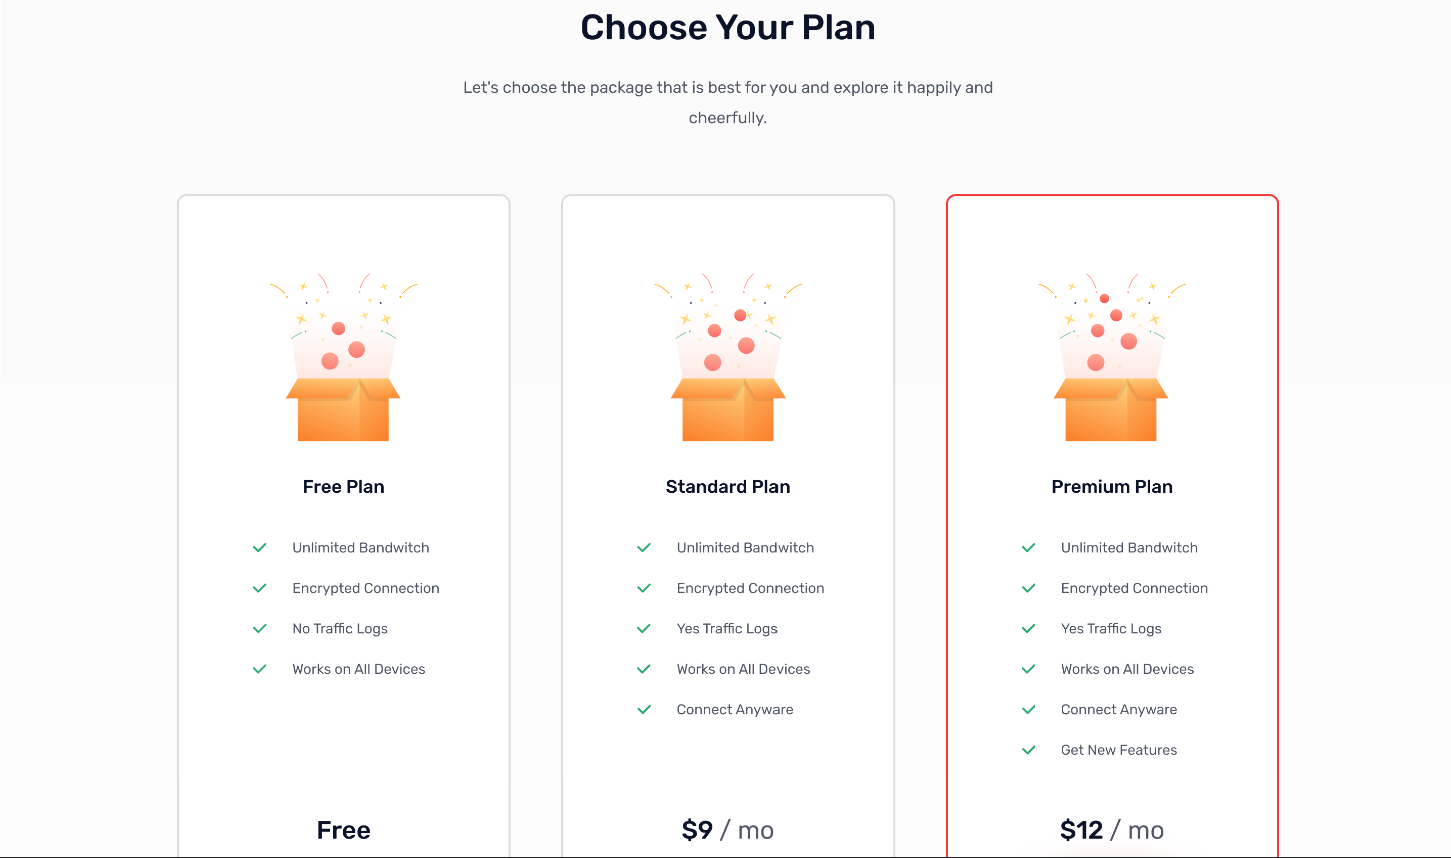 Choose Your Plan
Let's choose the package that is best for you and explore it happily and
cheerfully.
Free Plan
Unlimited Bandwitch
Encrypted Connection
No Traffic Logs
Works on All Devices
Free
Standard Plan
Unlimited Bandwitch
Encrypted Connection
Yes Traffic Logs
Works on All Devices
Connect Anyware
$9 / mo
Premium Plan
Unlimited Bandwitch
Encrypted Connection
Yes Traffic Logs
Works on All Devices
Connect Anyware
Get New Features
$12 / mo